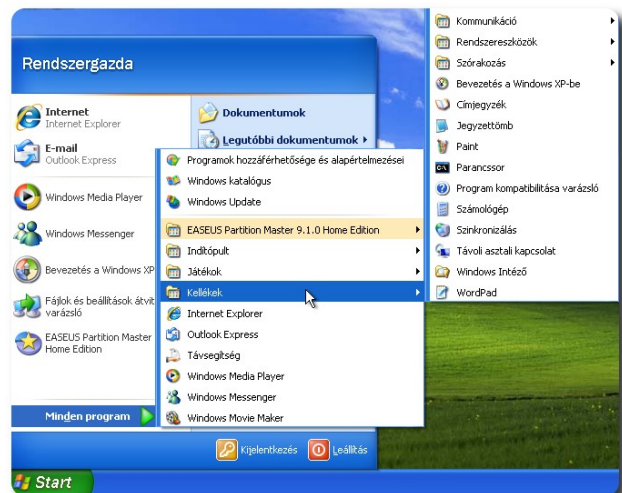 Rendszergazda
Internet
Internet Explorer
E-mail
Outlook Express
Windows Media Player
Windows Messenger
Bevezetés a Windows XP
Fájlok és beállítások átvit
varázsló
EASEUS Partition Master
Home Edition
Minden program
Dokumentumok
Legutóbbi dokumentumok
Programok hozzáférhetősége és alapértelmezései
Windows katalógus
Windows Update
EASEUS Partition Master 9.1.0 Home Edition
Indítópult
Játékok
Kellékek
Internet Explorer
Outlook Express
Távsegítség
Windows Media Player
Windows Messenger
Windows Movie Maker
Kommunikáció
Rendszereszközök
Szórakozás
Bevezetés a Windows XP-be
Címjegyzék
Jegyzettömb
Paint
Parancssor
Program kompatibilitása varázsló
Számológép
Szinkronizálás
Távoli asztali kapcsolat
Windows Intéző
WordPad
Kijelentkezés
Leállítás
Start